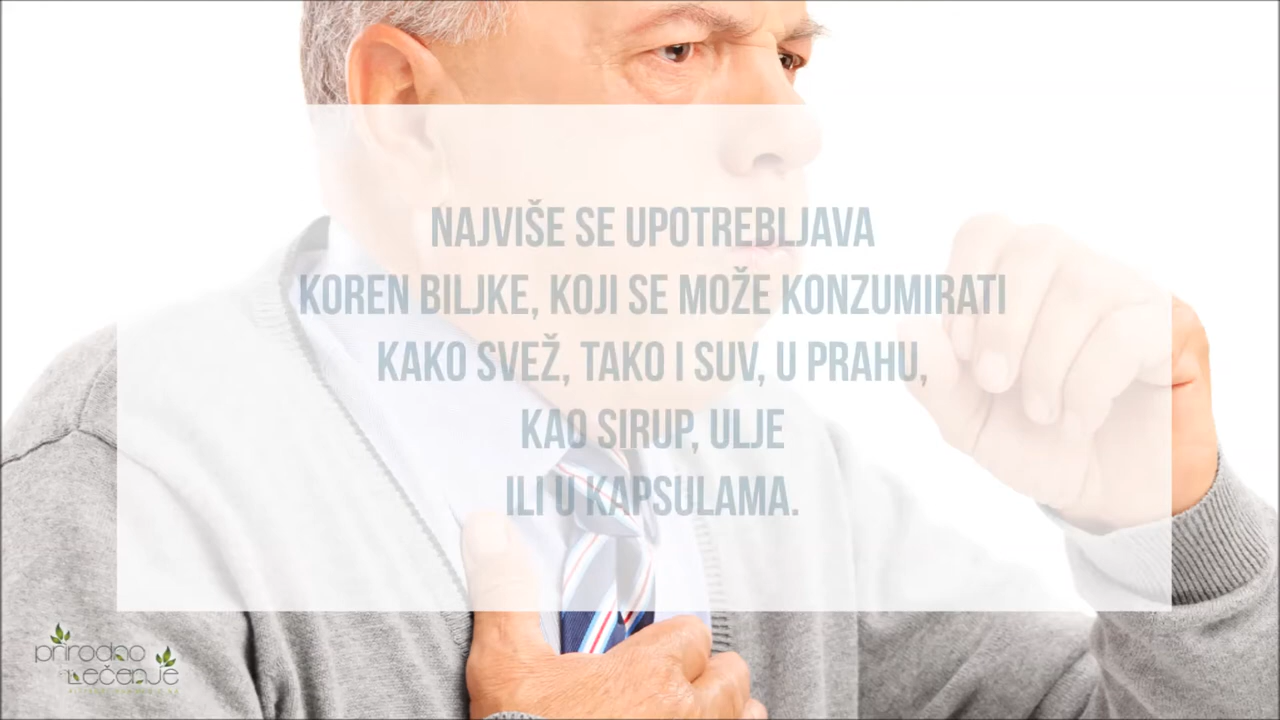 NAJVIŠE SE UPOTREBLJAVA
KOREN BILJKE, KOJI SE MOŽE KONZUMIRATI
KAKO SVEŽ, TAKO I SUV, U PRAHU,
KAO SIRUP, ULJE
ILI U KAPSULAMA.
prirodno
Lečenje